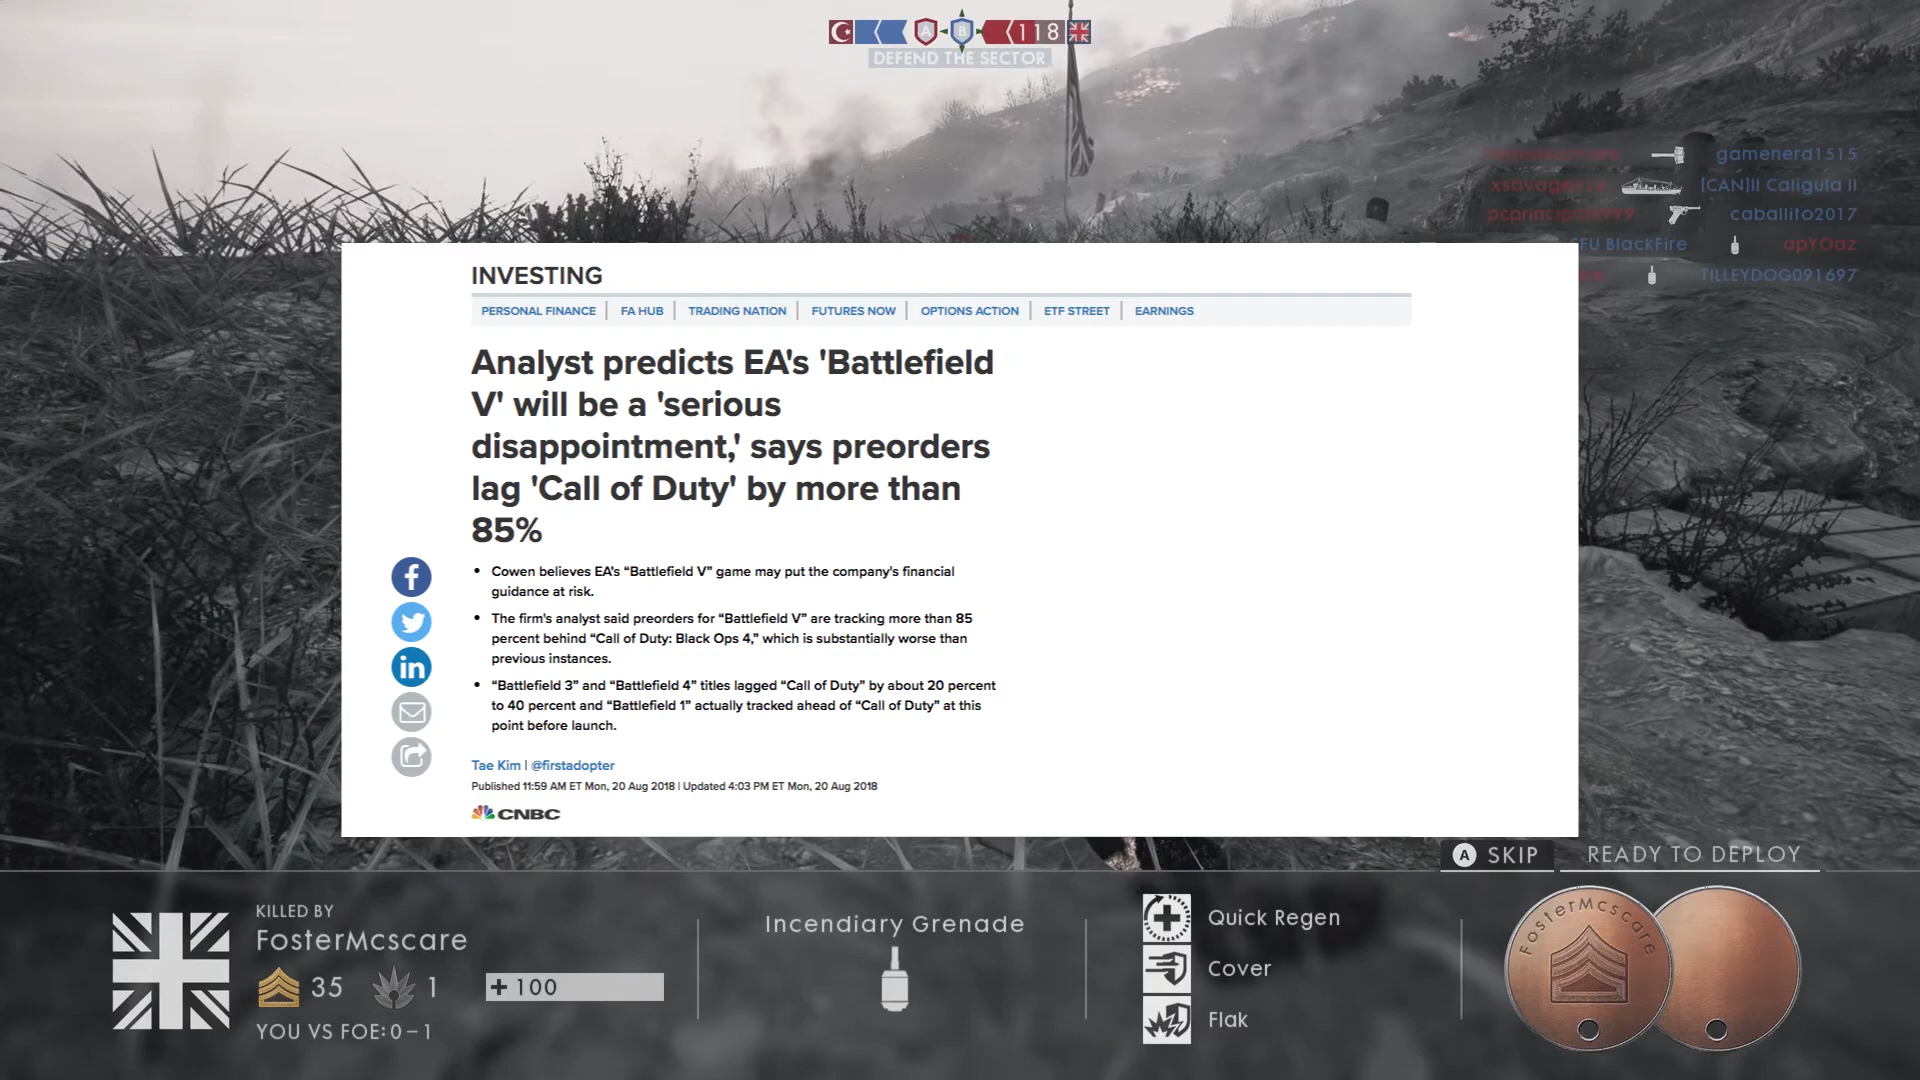 118
A
B
DEFEND THE SECTOR
gamenerd1515
[CAN]II Caligula II
caballito2017
FU BlackFire apYOaz
TILLEYDOG091697
INVESTING
PERSONAL FINANCE | FA HUB | TRADING NATION | FUTURES NOW | OPTIONS ACTION | ETF STREET | EARNINGS
Analyst predicts EA's 'Battlefield
V' will be a 'serious
disappointment,' says preorders
lag 'Call of Duty' by more than
85%
• Cowen believes EA's “Battlefield V” game may put the company's financial
guidance at risk.
• The firm's analyst said preorders for “Battlefield V” are tracking more than 85
percent behind “Call of Duty: Black Ops 4,” which is substantially worse than
previous instances.
• “Battlefield 3” and “Battlefield 4” titles lagged “Call of Duty” by about 20 percent
to 40 percent and “Battlefield 1” actually tracked ahead of “Call of Duty” at this
point before launch.
Tae Kim | @firstadopter
Published 11:59 AM ET Mon, 20 Aug 2018 | Updated 4:03 PM ET Mon, 20 Aug 2018
CNBC
A SKIP READY TO DEPLOY
KILLED BY
FosterMcscare
35 1
+ 100
YOU VS FOE: 0 – 1
Incendiary Grenade
Quick Regen
Cover
Flak
FosterMcscare